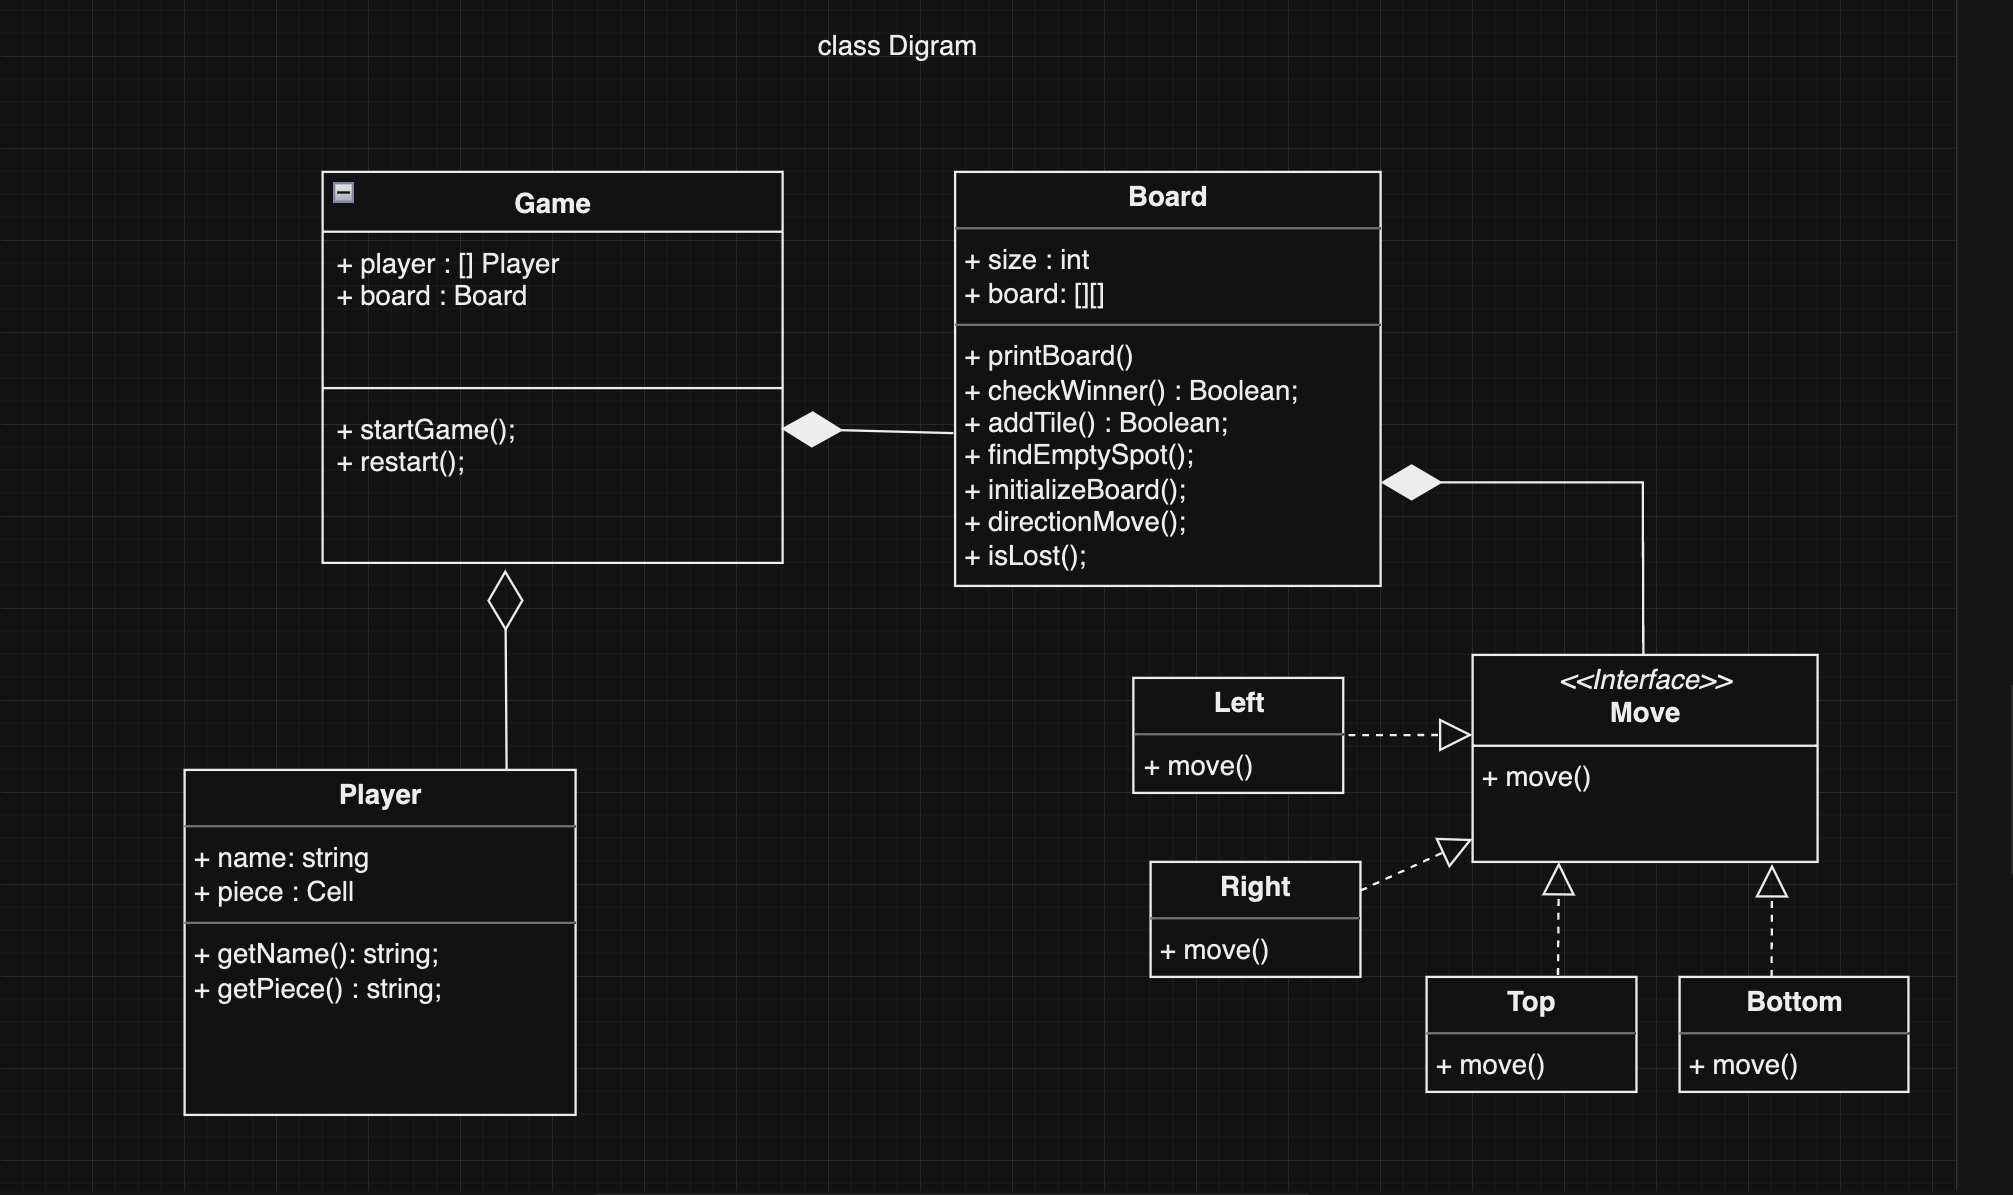 class Digram
Game
+ player : [] Player
+ board : Board
+ startGame();
+ restart();
Board
+ size : int
+ board: [][]
+ printBoard()
+ checkWinner() : Boolean;
+ addTile() : Boolean;
+ findEmptySpot();
+ initializeBoard();
+ directionMove();
+ isLost();
Player
+ name: string
+ piece : Cell
+ getName(): string;
+ getPiece() : string;
Left
+ move()
<<Interface>>
Move
+ move()
Right
+ move()
Top
+ move()
Bottom
+ move()